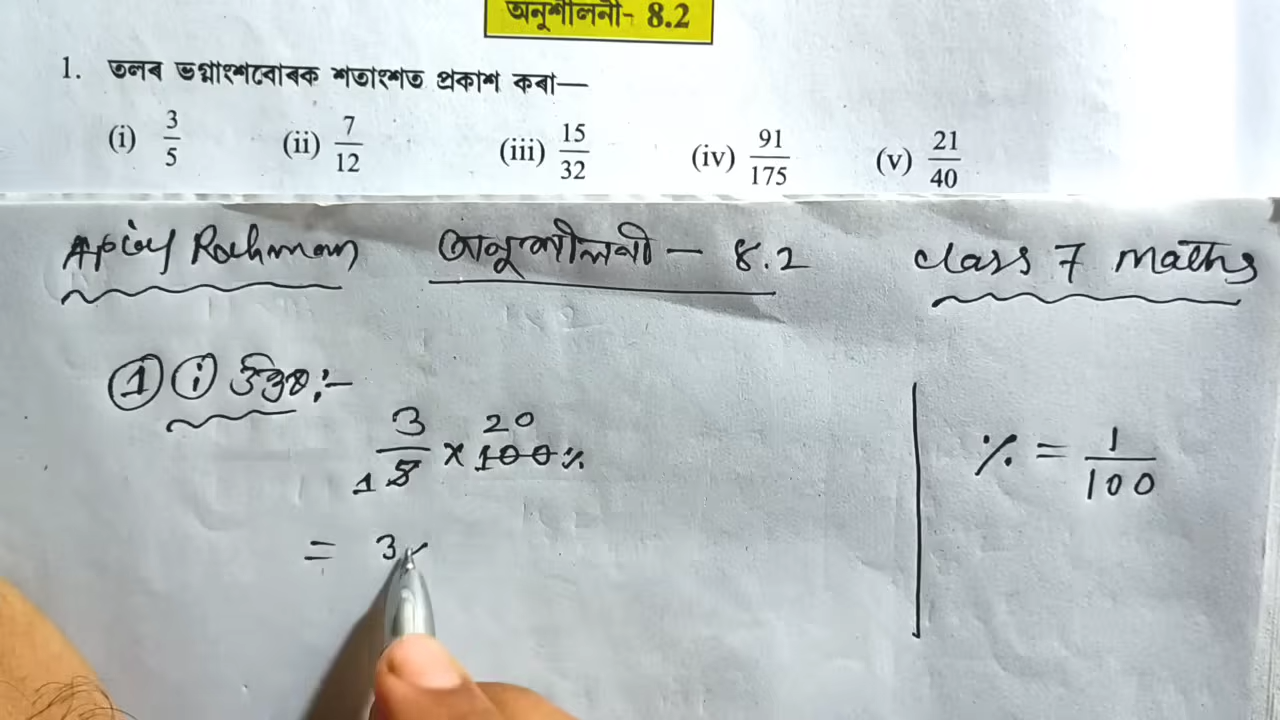 অনুশীলনী- 8.2
1. তলৰ ভগ্নাংশবোৰক শতাংশত প্ৰকাশ কৰা—
(i) 3/5 (ii) 7/12 (iii) 15/32 (iv) 91/175 (v) 21/40
Rahman অনুশীলনী - 8.2 class 7 maths
1 i উত্তৰ:-
3 20
5 × 100% % = 1/100
1
= 3